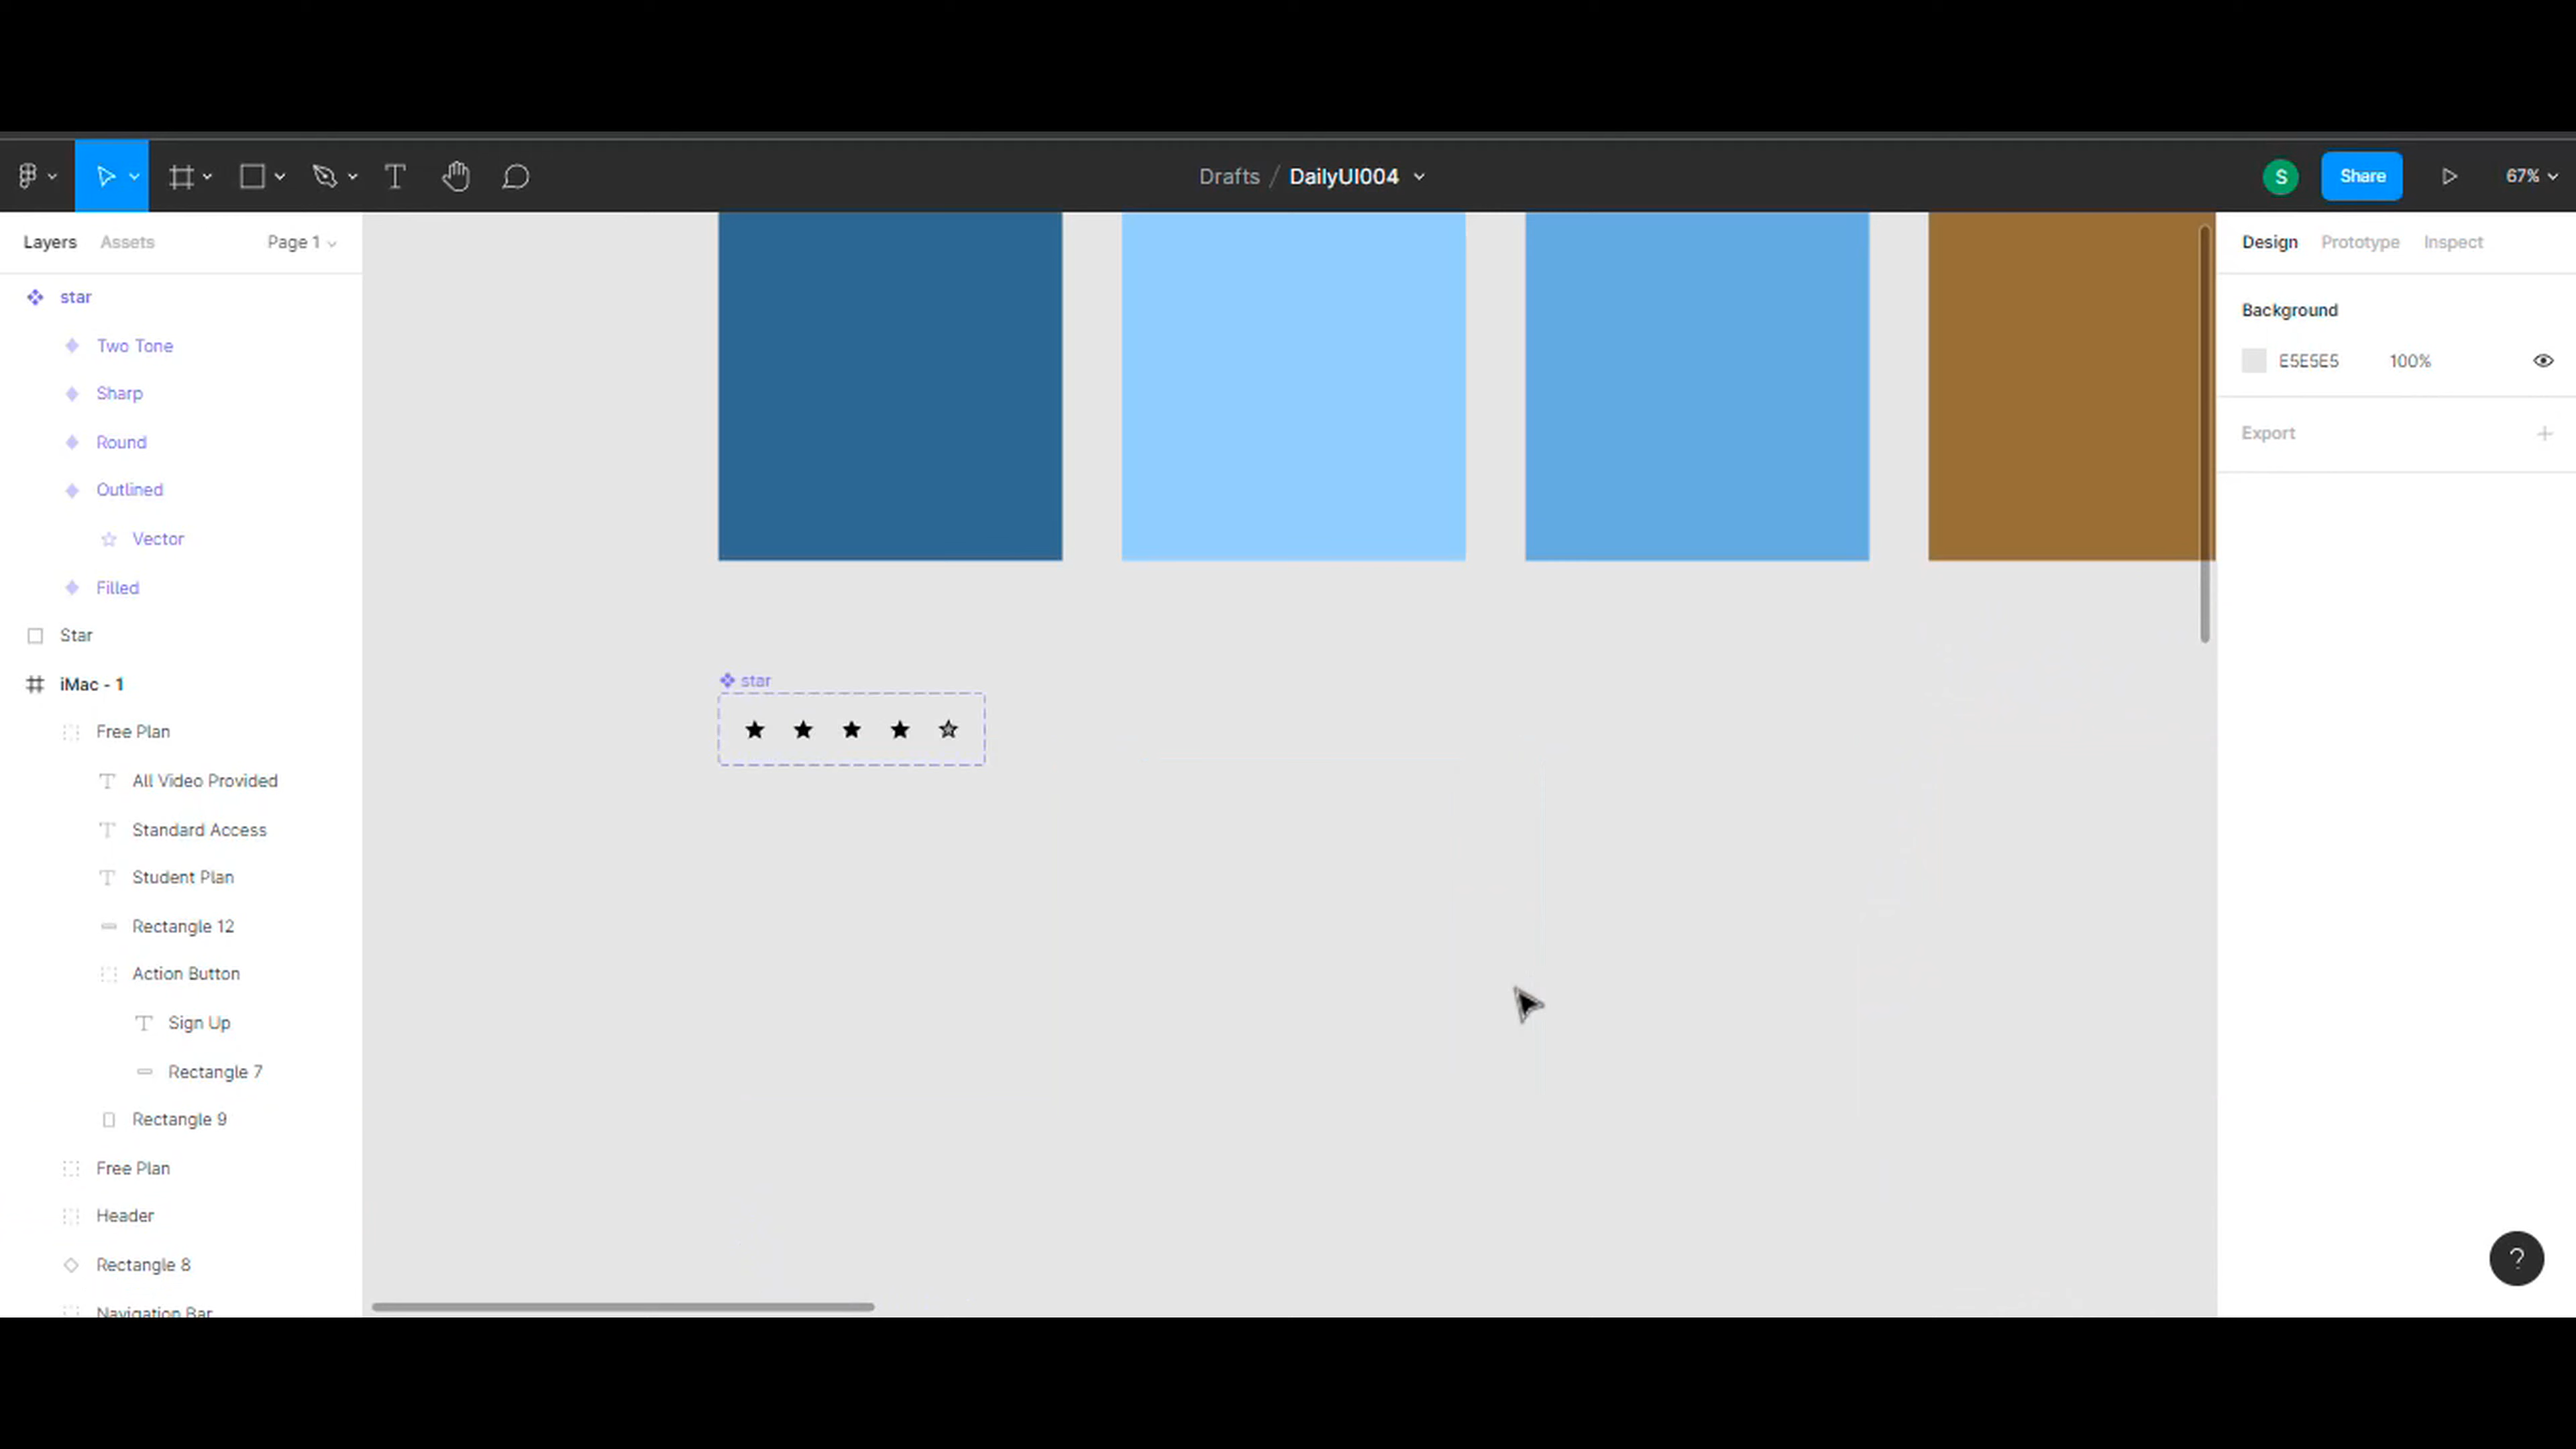 Drafts / DailyUI004
S
Share
67%
Layers
Assets
Page 1
star
Two Tone
Sharp
Round
Outlined
Vector
Filled
Star
iMac - 1
Free Plan
All Video Provided
Standard Access
Student Plan
Rectangle 12
Action Button
Sign Up
Rectangle 7
Rectangle 9
Free Plan
Header
Rectangle 8
Navigation Bar
star
Design
Prototype
Inspect
Background
E5E5E5 100%
Export
?